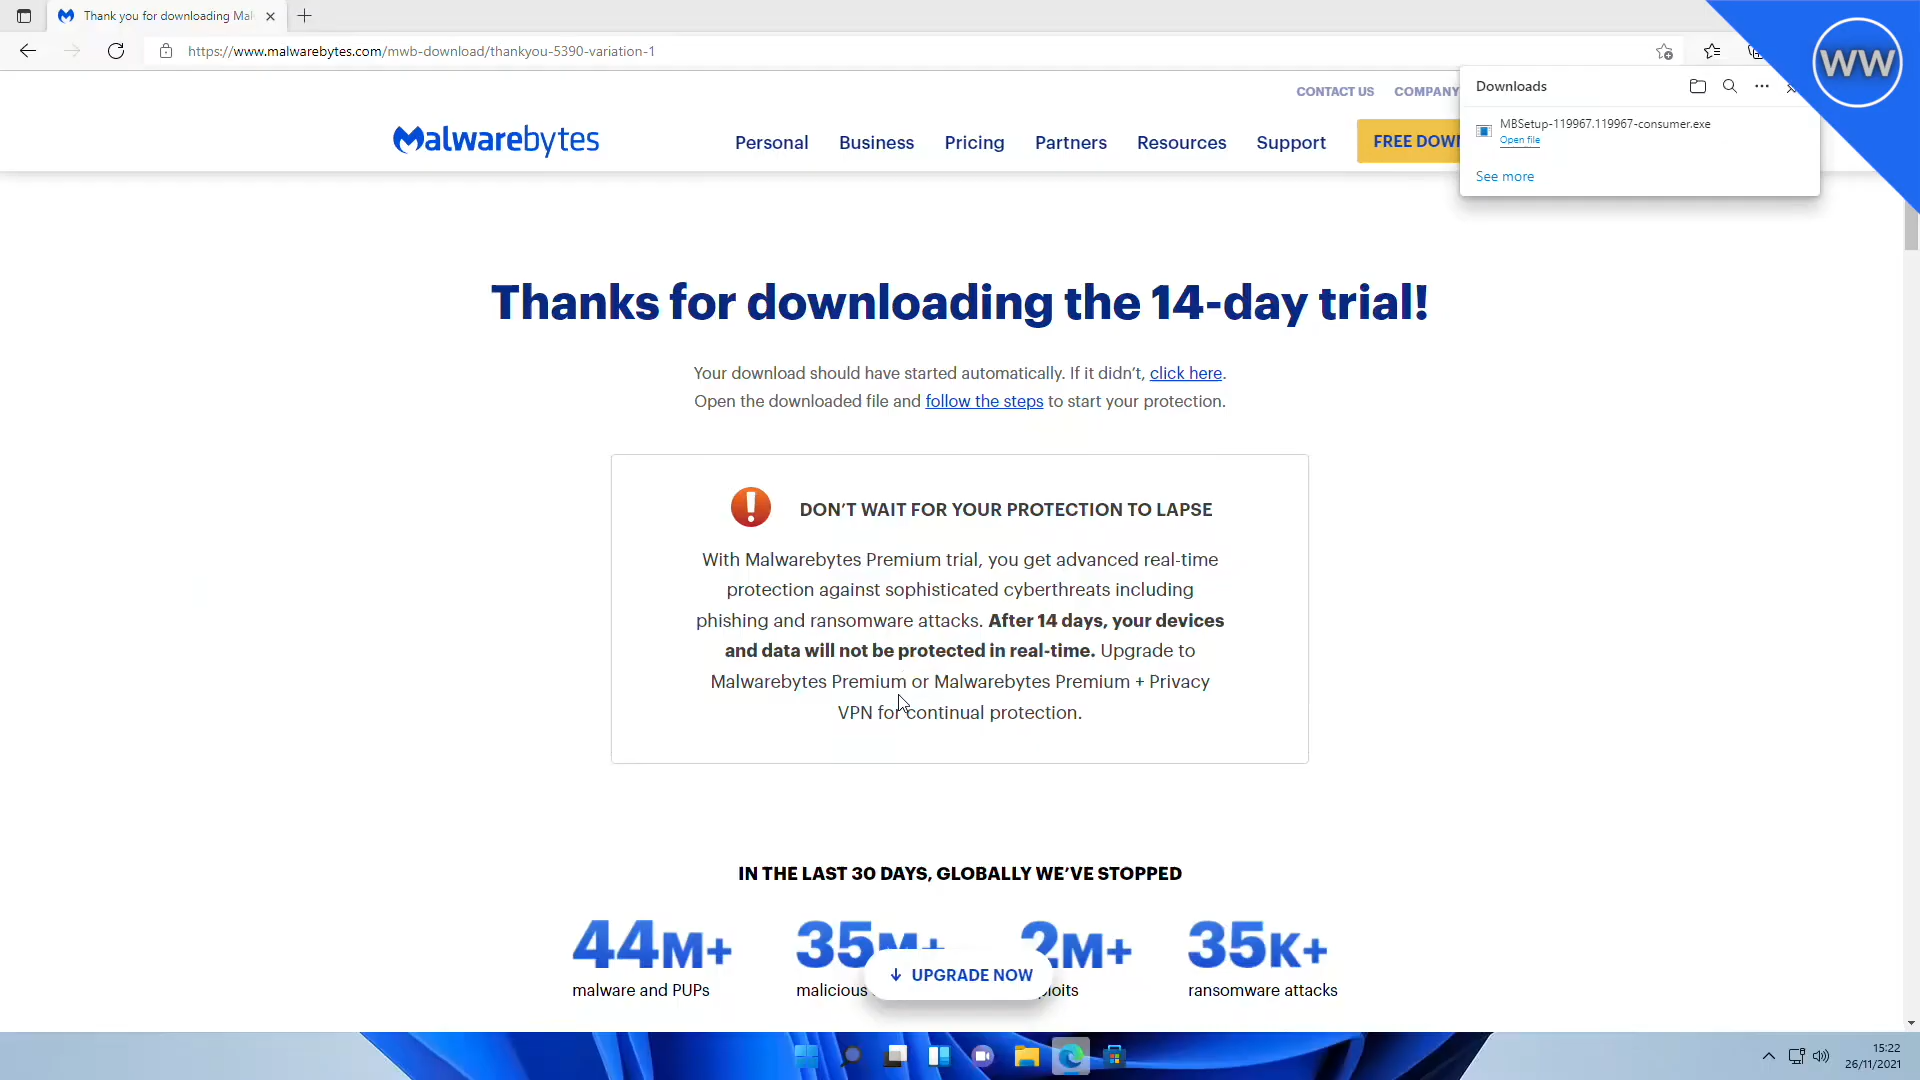 Thank you for downloading Mal
https://www.malwarebytes.com/mwb-download/thankyou-5390-variation-1
WW
Downloads
MBSetup-119967.119967-consumer.exe
Open file
See more
CONTACT US
COMPANY
Malwarebytes
Personal
Business
Pricing
Partners
Resources
Support
FREE DOW
Thanks for downloading the 14-day trial!
Your download should have started automatically. If it didn't, click here.
Open the downloaded file and follow the steps to start your protection.
DON'T WAIT FOR YOUR PROTECTION TO LAPSE
With Malwarebytes Premium trial, you get advanced real-time
protection against sophisticated cyberthreats including
phishing and ransomware attacks. After 14 days, your devices
and data will not be protected in real-time. Upgrade to
Malwarebytes Premium or Malwarebytes Premium + Privacy
VPN for continual protection.
IN THE LAST 30 DAYS, GLOBALLY WE'VE STOPPED
44M+
35M+
2M+
35K+
malware and PUPs
malicious
ploits
ransomware attacks
UPGRADE NOW
15:22
26/11/2021